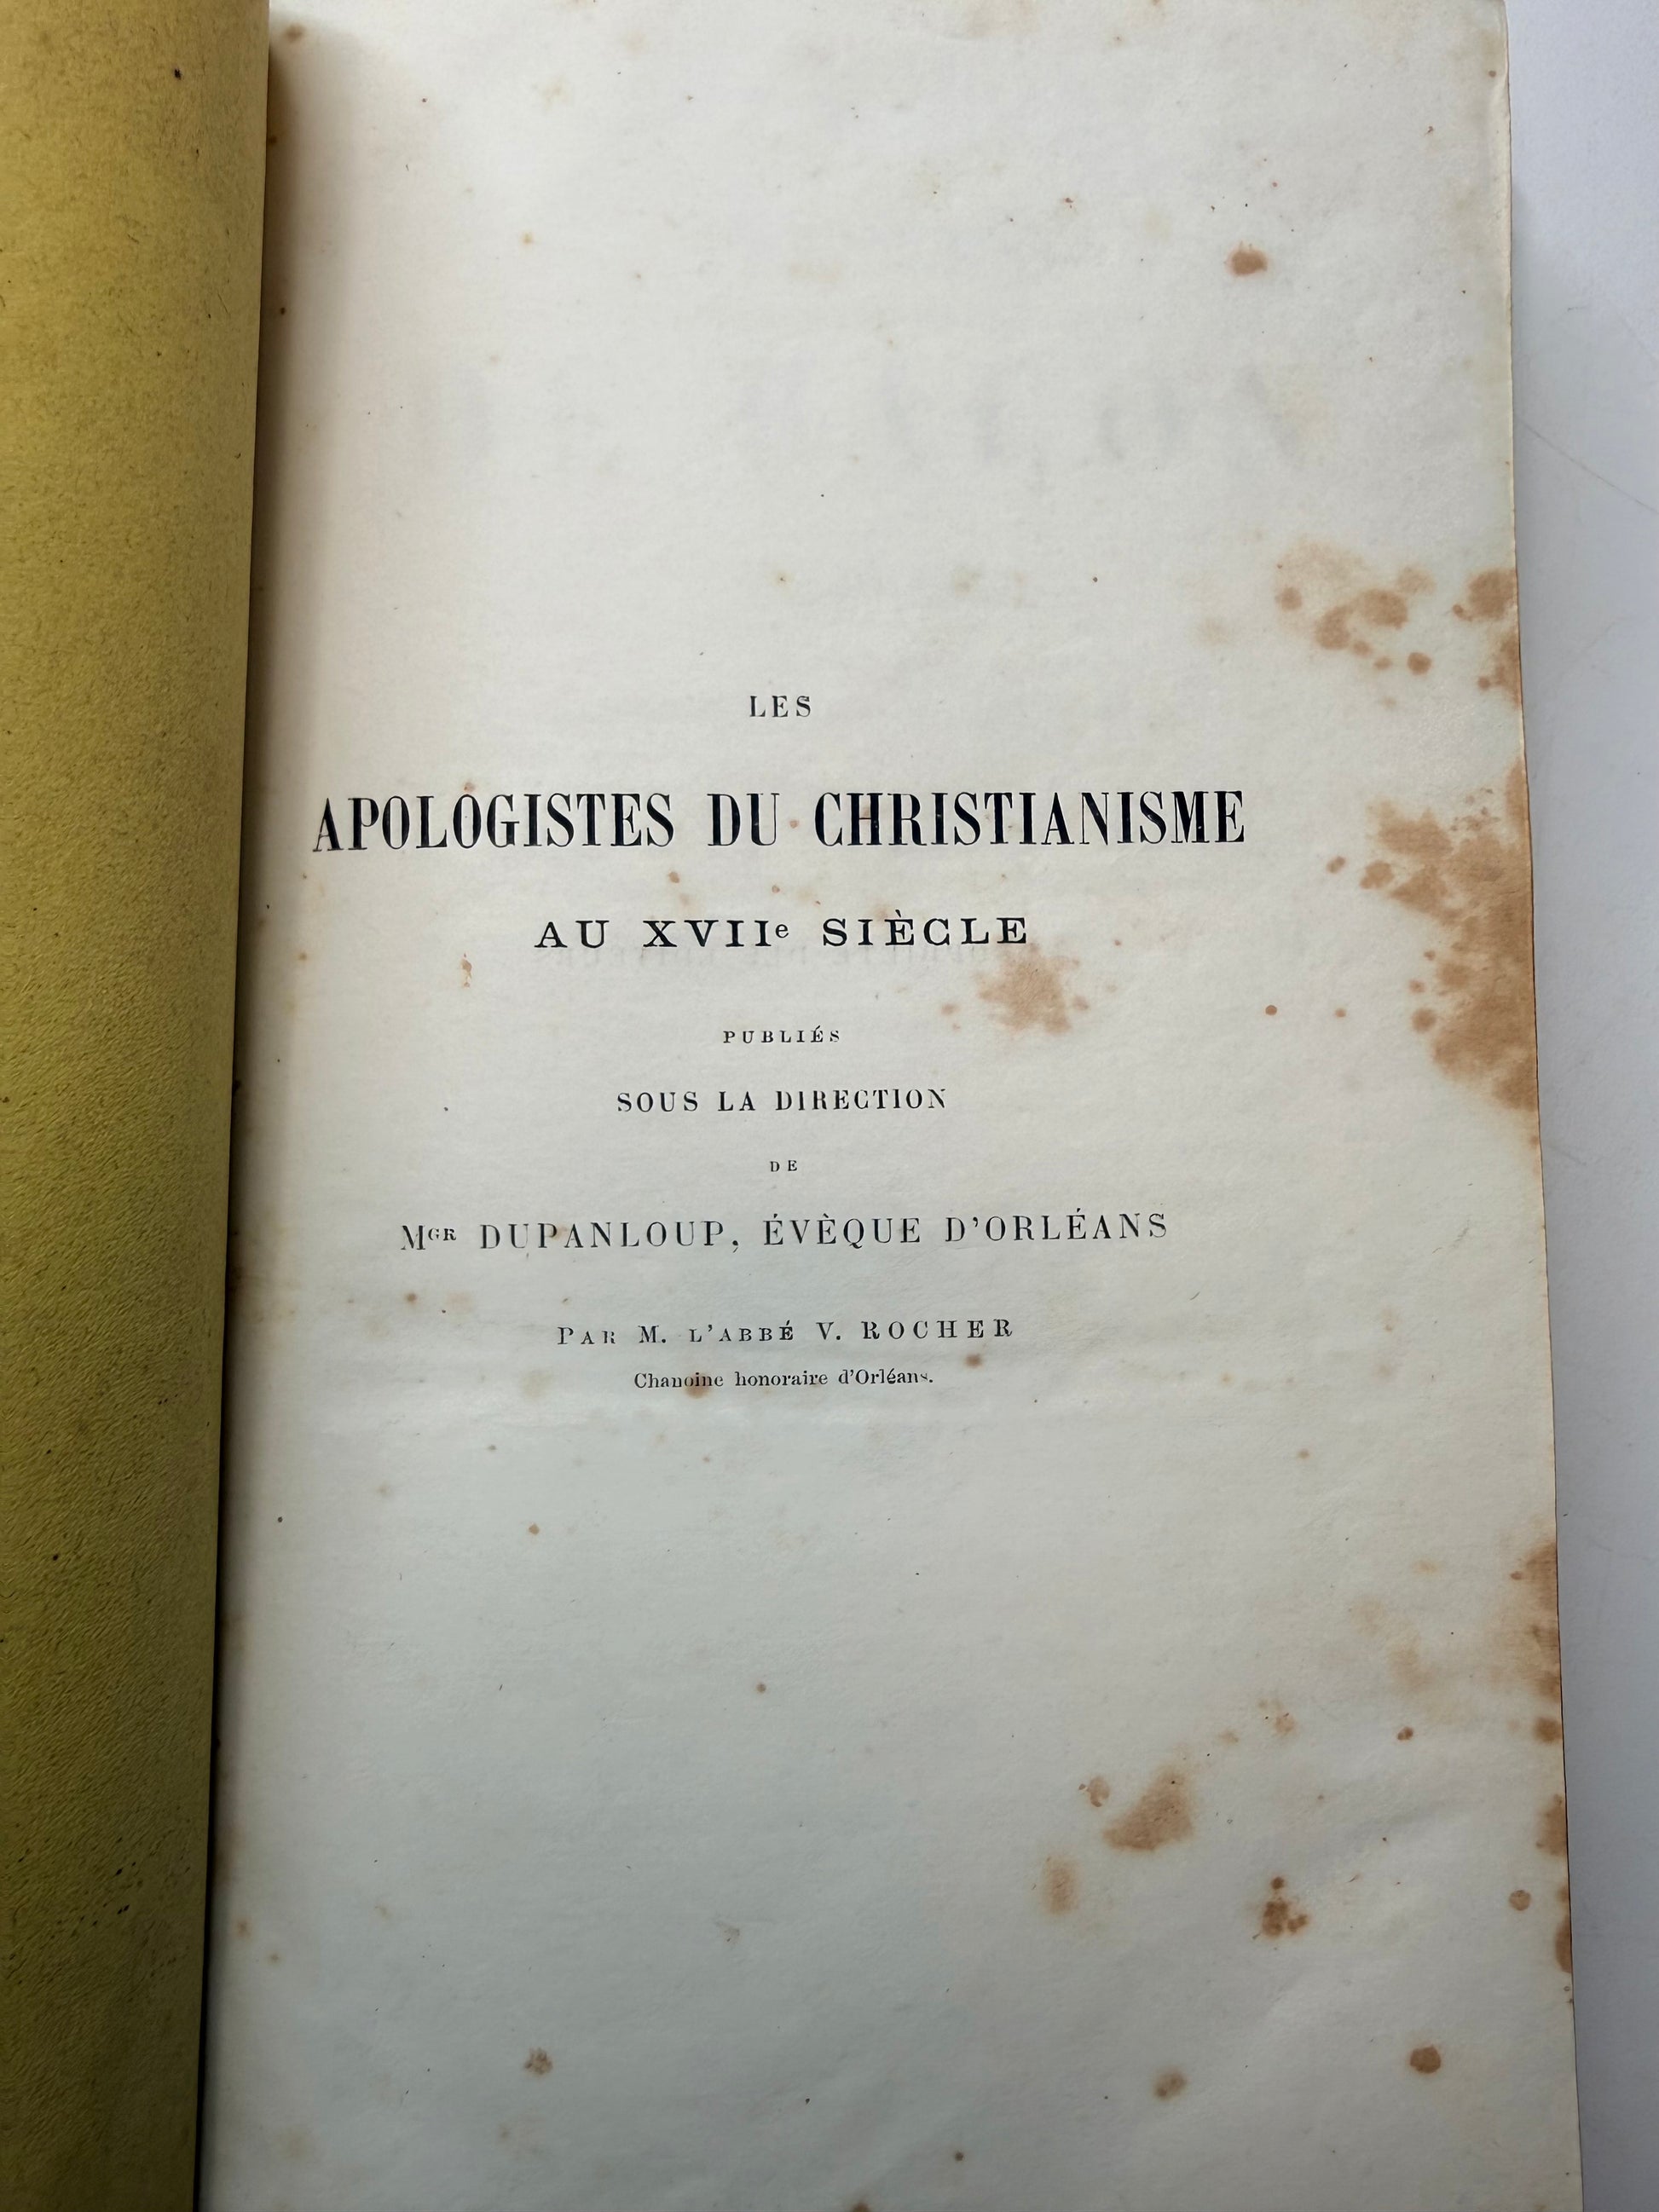 LES
APOLOGISTES DU CHRISTIANISME
AU XVIIe SIÈCLE
PUBLIÉS
SOUS LA DIRECTION
DE
MGR DUPANLOUP, ÉVÈQUE D'ORLÉANS
PAR M. L'ABBÉ V. ROCHER
Chanoine honoraire d'Orléans.